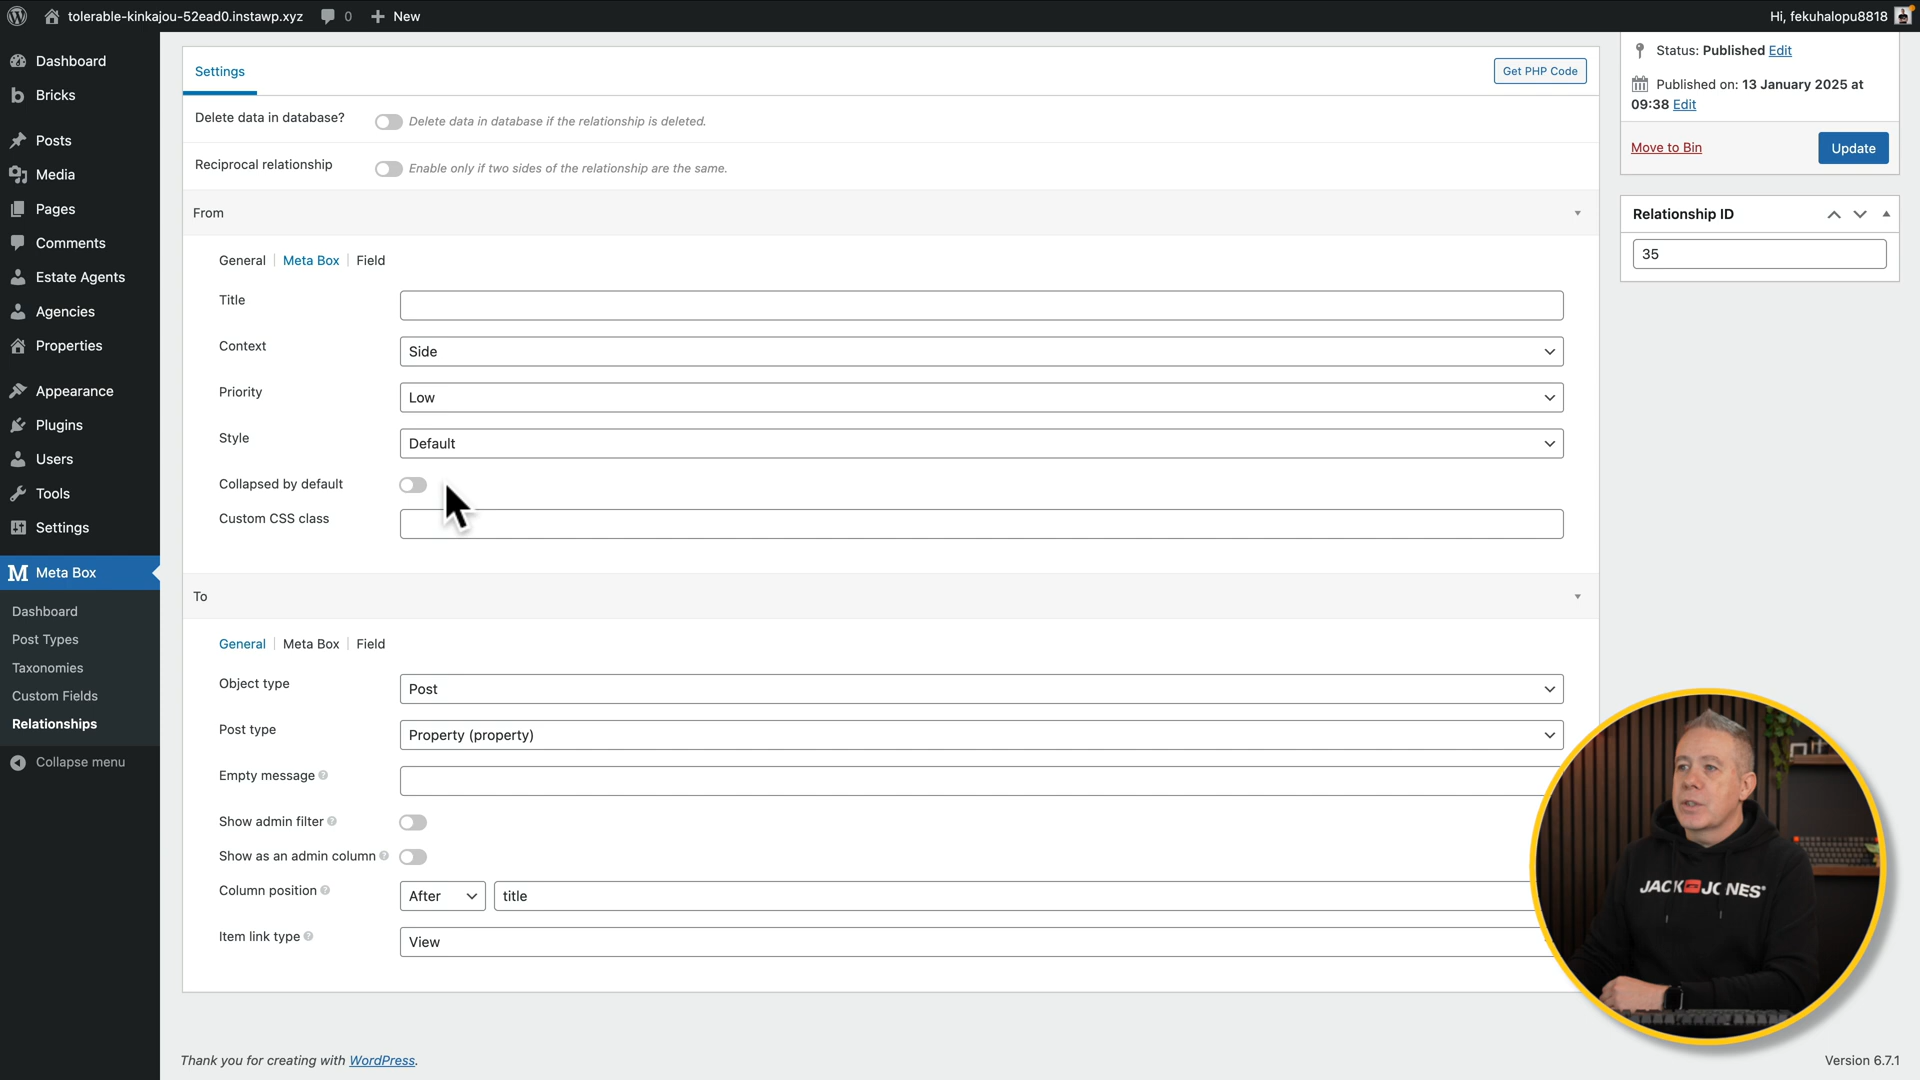 tolerable-kinkajou-52ead0.instawp.xyz 0 New Hi, fekuhalopu8818
Dashboard
Bricks
Posts
Media
Pages
Comments
Estate Agents
Agencies
Properties
Appearance
Plugins
Users
Tools
Settings
Meta Box
Dashboard
Post Types
Taxonomies
Custom Fields
Relationships
Collapse menu
Settings Get PHP Code
Delete data in database? Delete data in database if the relationship is deleted.
Reciprocal relationship Enable only if two sides of the relationship are the same.
From
General Meta Box Field
Title
Context Side
Priority Low
Style Default
Collapsed by default
Custom CSS class
To
General Meta Box Field
Object type Post
Post type Property (property)
Empty message
Show admin filter
Show as an admin column
Column position After title
Item link type View
Status: Published Edit
Published on: 13 January 2025 at
09:38 Edit
Move to Bin Update
Relationship ID
35
JACK JONES
Thank you for creating with WordPress.
Version 6.7.1